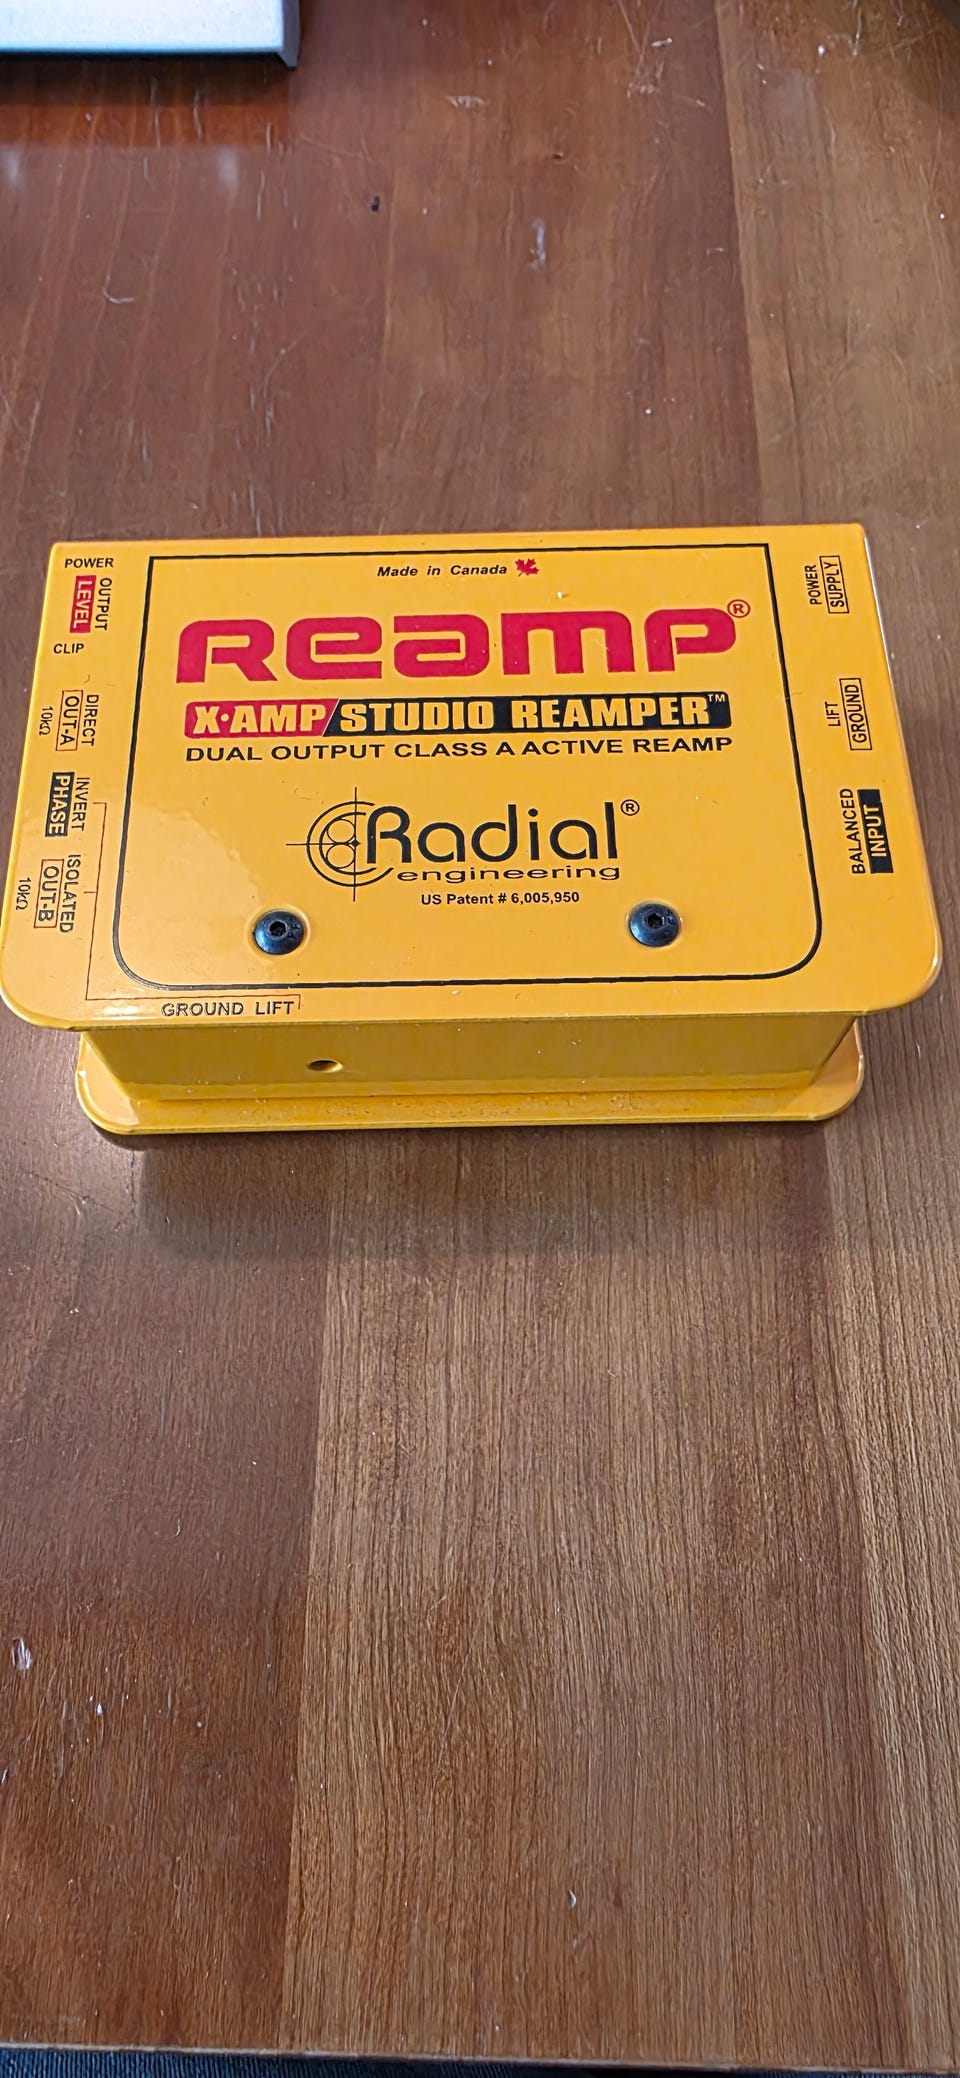 Made in Canada
Reamp®
X·AMP/STUDIO REAMPER™
DUAL OUTPUT CLASS A ACTIVE REAMP
Radial®
engineering
US Patent # 6,005,950
POWER
OUTPUT
LEVEL
CLIP
DIRECT
OUT-A
10kΩ
INVERT
PHASE
ISOLATED
OUT-B
10kΩ
GROUND LIFT
POWER
SUPPLY
LIFT
GROUND
BALANCED
INPUT